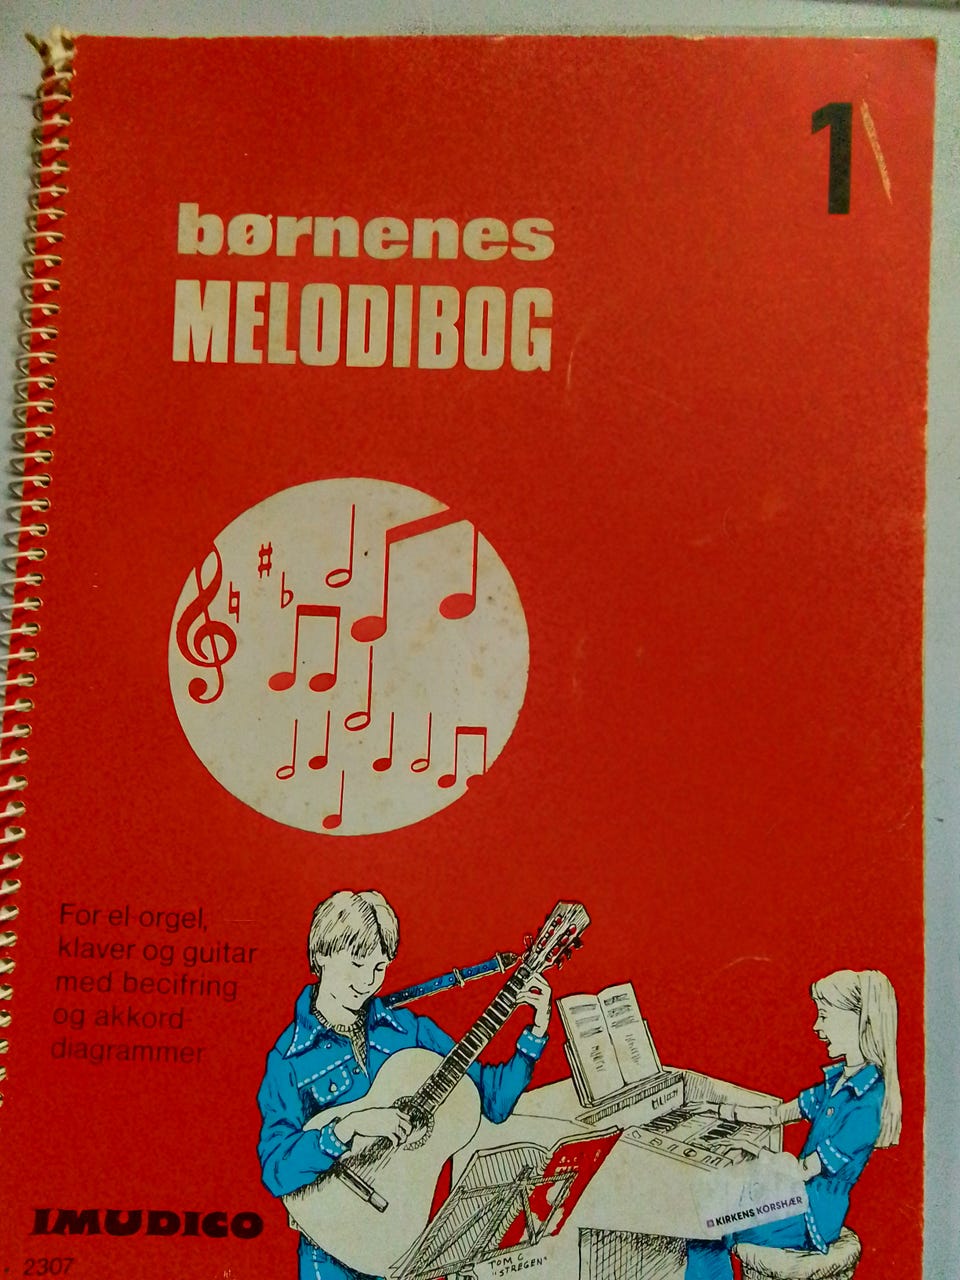 1
børnenes
MELODIBOG
For el orgel,
klaver og guitar
med becifring
og akkord
diagrammer
KIRKENS KORSHÆR
IMUDICO
TOM C
"STREGEN"
2307